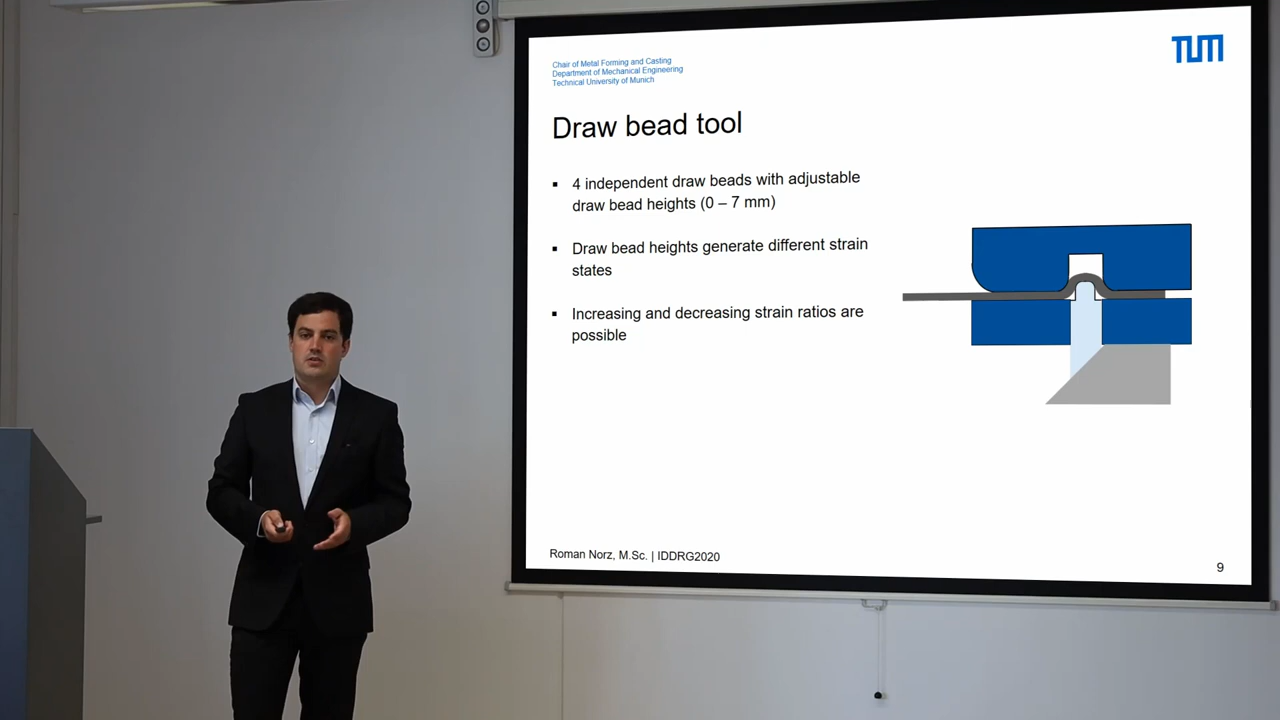 Chair of Metal Forming and Casting
Department of Mechanical Engineering
Technical University of Munich
TUM
Draw bead tool
▪ 4 independent draw beads with adjustable
draw bead heights (0 – 7 mm)
▪ Draw bead heights generate different strain
states
▪ Increasing and decreasing strain ratios are
possible
Roman Norz, M.Sc. | IDDRG2020
9